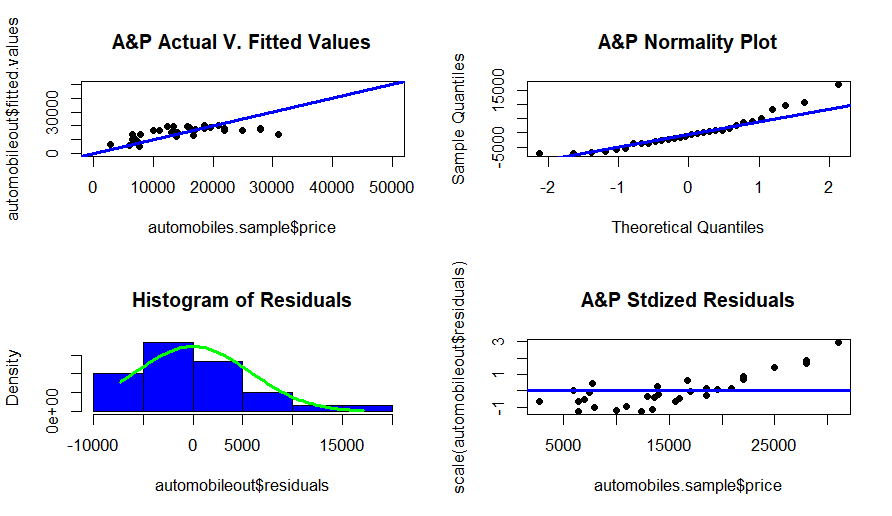 A&P Actual V. Fitted Values
automobileout$fitted.values
0 30000
0 10000 20000 30000 40000 50000
automobiles.sample$price
A&P Normality Plot
Sample Quantiles
-5000 15000
-2 -1 0 1 2
Theoretical Quantiles
Histogram of Residuals
Density
0e+00
-10000 0 5000 15000
automobileout$residuals
A&P Stdized Residuals
scale(automobileout$residuals)
-1 1 3
5000 15000 25000
automobiles.sample$price